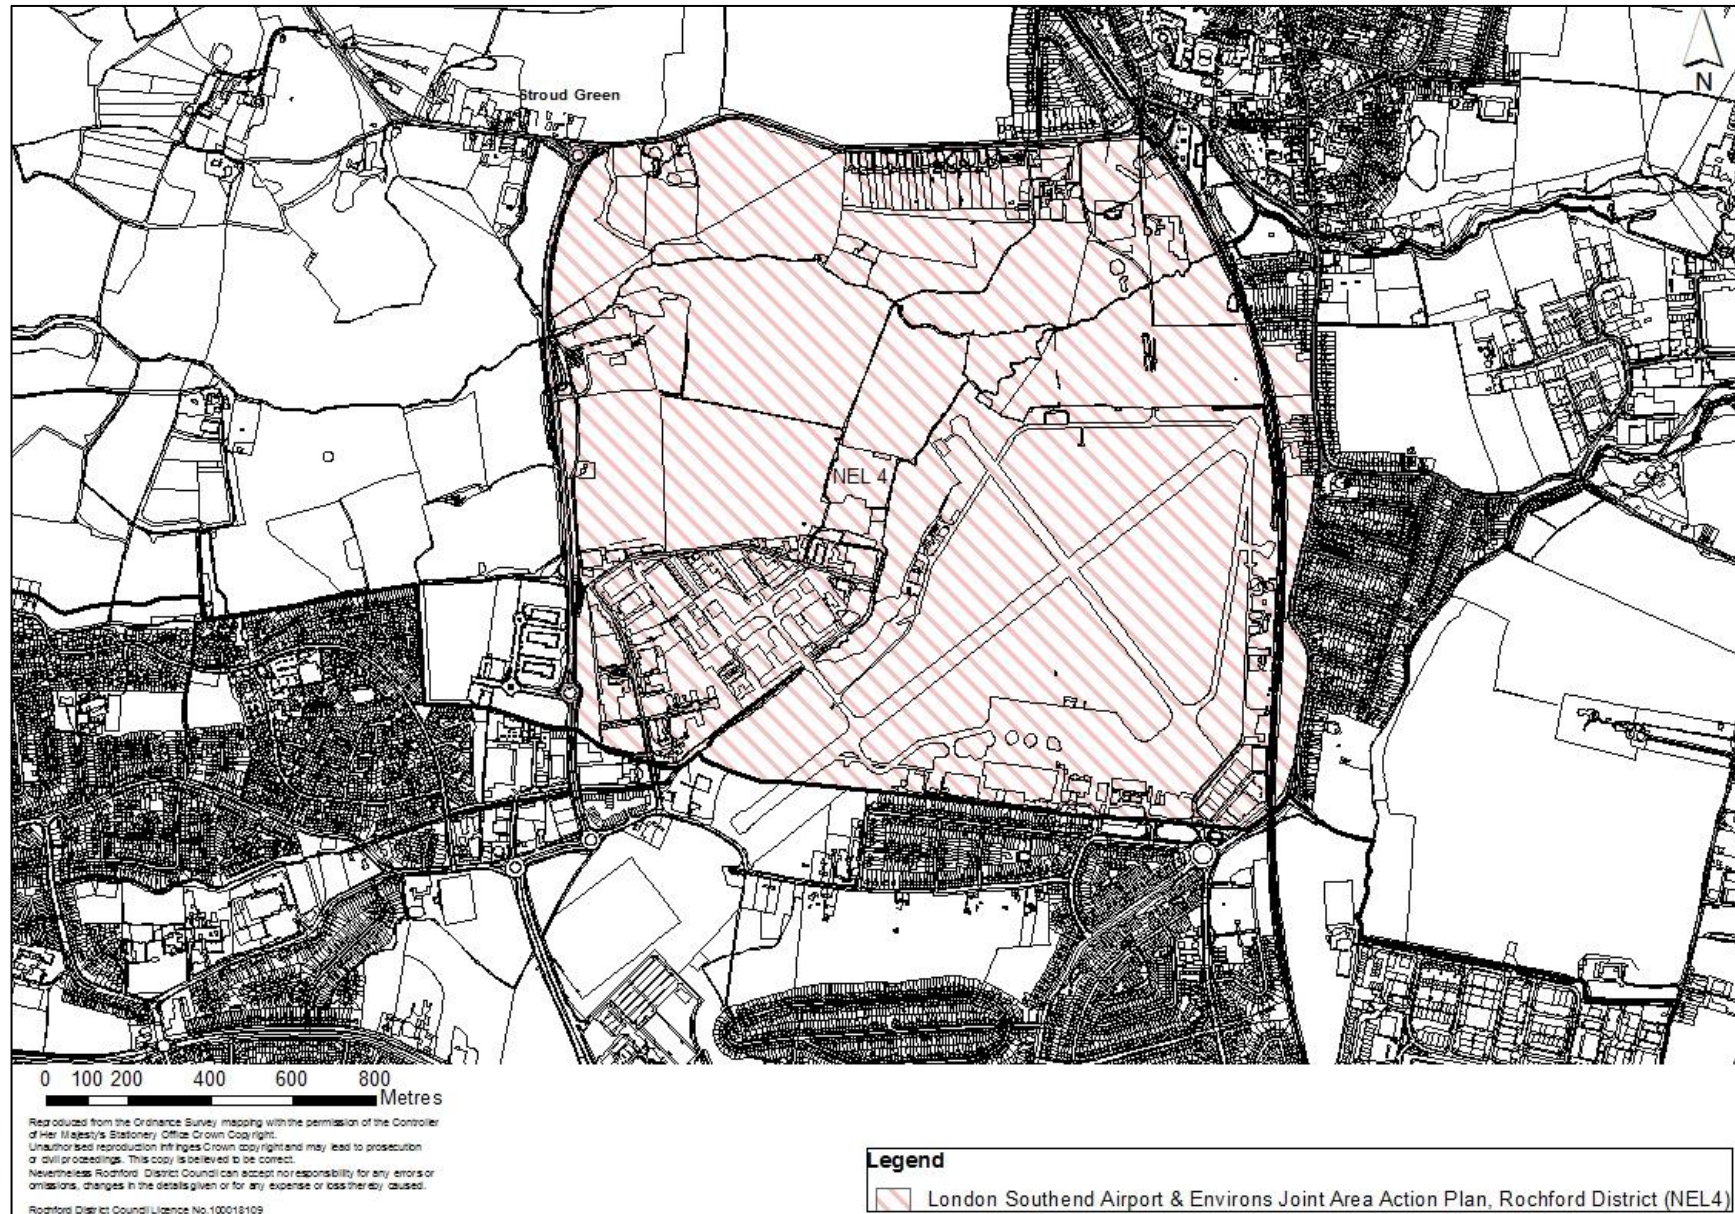 N
Stroud Green
NEL 4
0 100 200 400 600 800
Metres
Reproduced from the Ordnance Survey mapping with the permission of the Controller
of Her Majesty's Stationery Office Crown Copyright.
Unauthorised reproduction infringes Crown copyright and may lead to prosecution
or civil proceedings. This copy is believed to be correct.
Nevertheless Rochford District Council can accept no responsibility for any errors or
omissions, changes in the details given or for any expense or loss thereby caused.
Rochford District Council Licence No.100018109
Legend
London Southend Airport & Environs Joint Area Action Plan, Rochford District (NEL4)